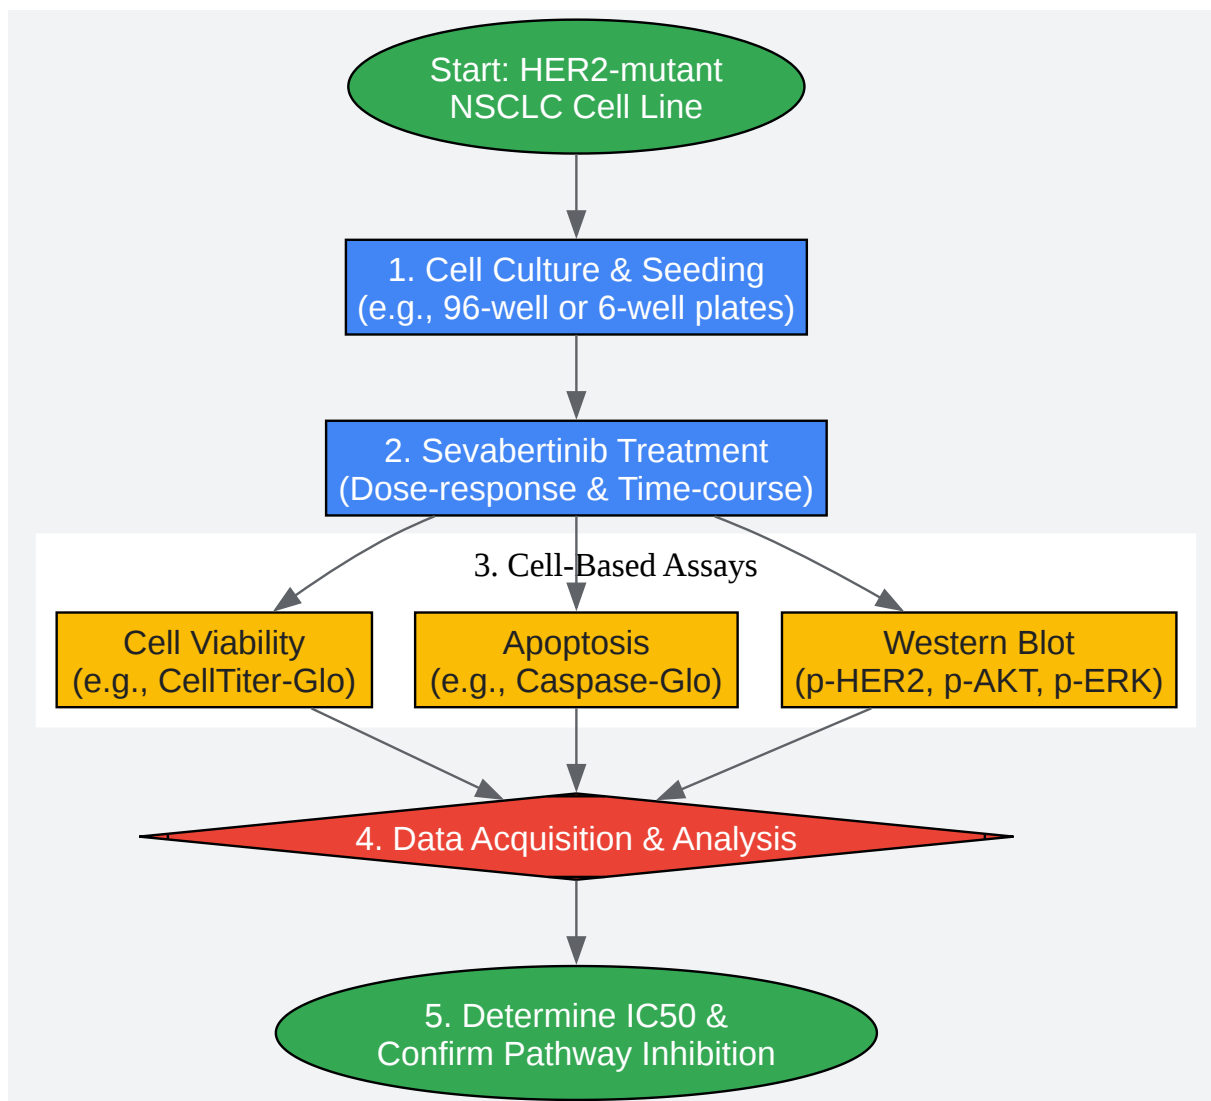 Start: HER2-mutant
NSCLC Cell Line
1. Cell Culture & Seeding
(e.g., 96-well or 6-well plates)
2. Sevabertinib Treatment
(Dose-response & Time-course)
3. Cell-Based Assays
Cell Viability
(e.g., CellTiter-Glo)
Apoptosis
(e.g., Caspase-Glo)
Western Blot
(p-HER2, p-AKT, p-ERK)
4. Data Acquisition & Analysis
5. Determine IC50 &
Confirm Pathway Inhibition